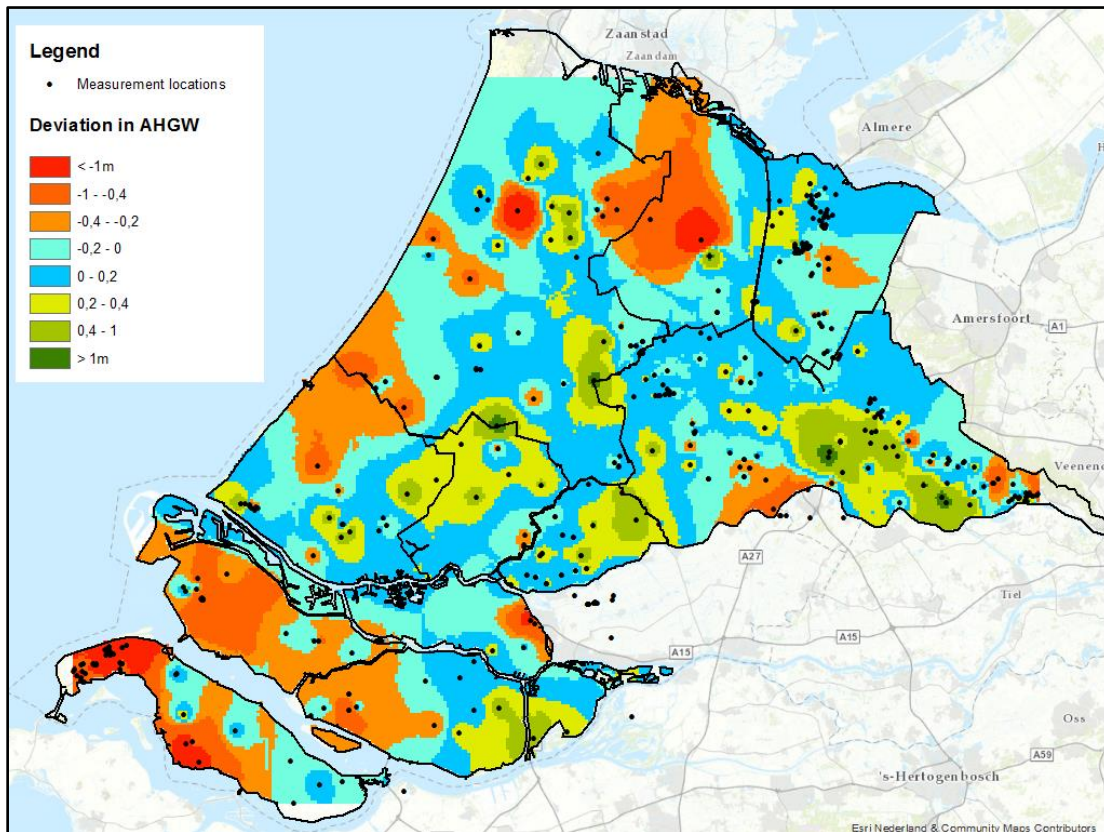 Legend
Measurement locations
Deviation in AHGW
< -1m
-1 - -0,4
-0,4 - -0,2
-0,2 - 0
0 - 0,2
0,2 - 0,4
0,4 - 1
> 1m
Zaanstad
Zaandam
Almere
H
Amersfoort
A1
Veenend
A27
Tiel
A15
A15
Oss
A59
's-Hertogenbosch
Esri Nederland & Community Maps Contributors